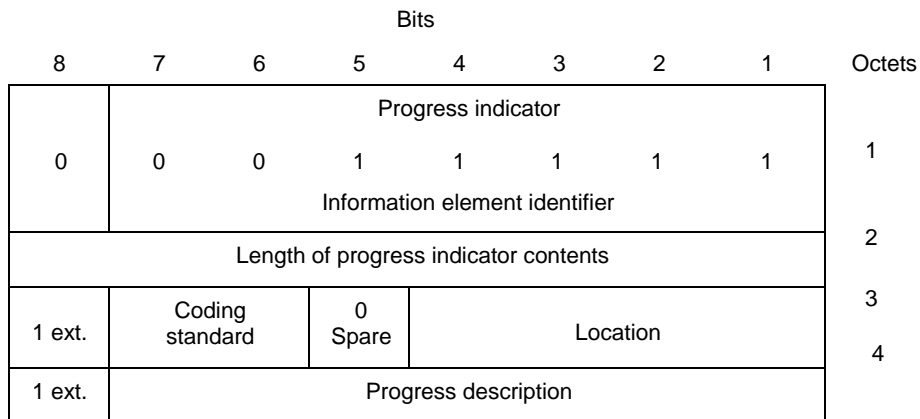 Bits
8 7 6 5 4 3 2 1 Octets
Progress indicator
0 0 0 1 1 1 1 1 1
Information element identifier
Length of progress indicator contents 2
1 ext. Coding standard 0 Spare Location 3
4
1 ext. Progress description